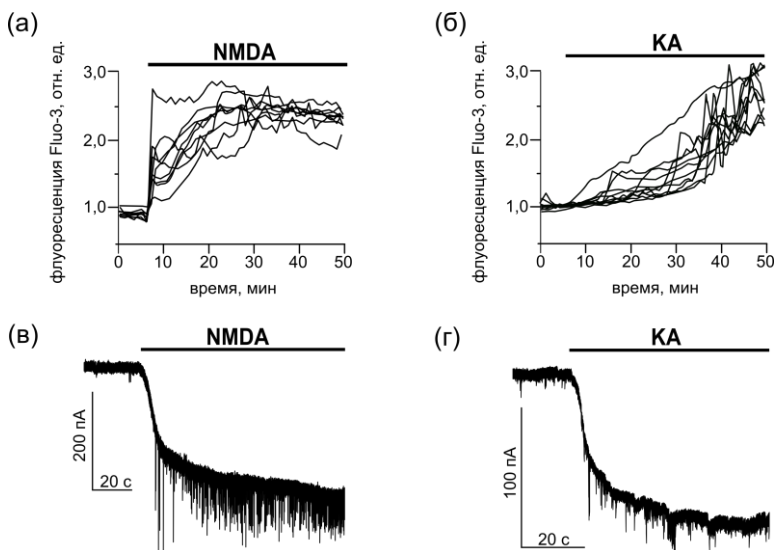 (а)
NMDA
флуоресценция Fluo-3, отн. ед.
3,0
2,0
1,0
0 10 20 30 40 50
время, мин
(б)
KA
флуоресценция Fluo-3, отн. ед.
3,0
2,0
1,0
0 10 20 30 40 50
время, мин
(в)
NMDA
200 пА
20 с
(г)
KA
100 пА
20 с